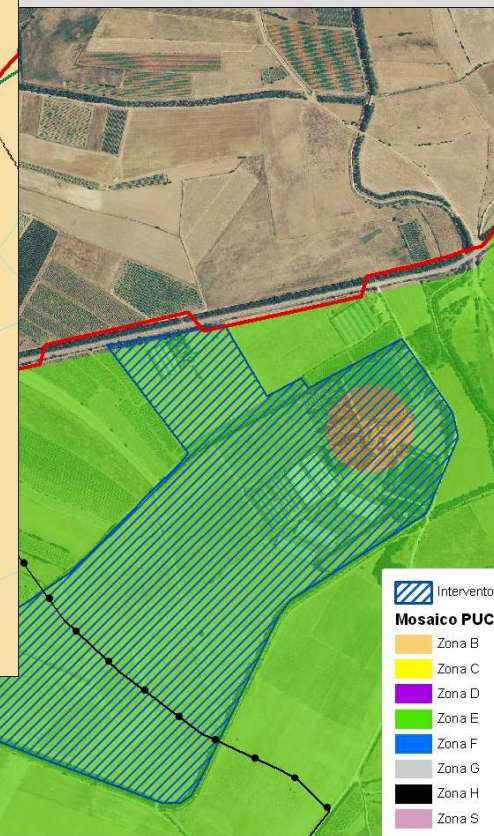 Intervento
Mosaico PUC
Zona B
Zona C
Zona D
Zona E
Zona F
Zona G
Zona H
Zona S